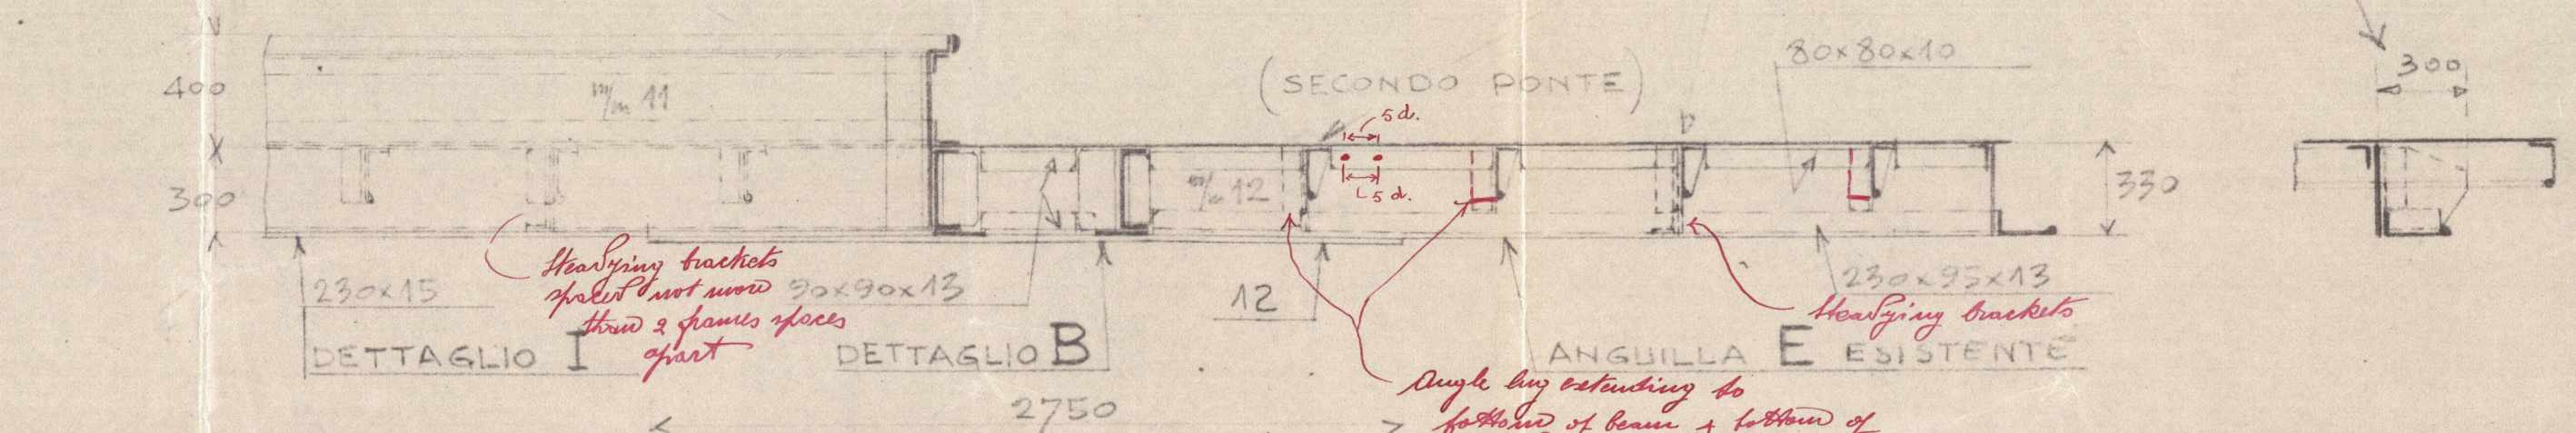 400
m/m 11
(SECONDO PONTE)
80x80x10
300
5 d.
300
m/m 12
5 d.
330
Steadying brackets
spaced not more
than 2 frames spaces
apart
230x15
90x90x13
12
230x95x13
Steadying brackets
DETTAGLIO I
DETTAGLIO B
ANGUILLA E ESISTENTE
2750
Angle lug extending to
bottom of beam + bottom of